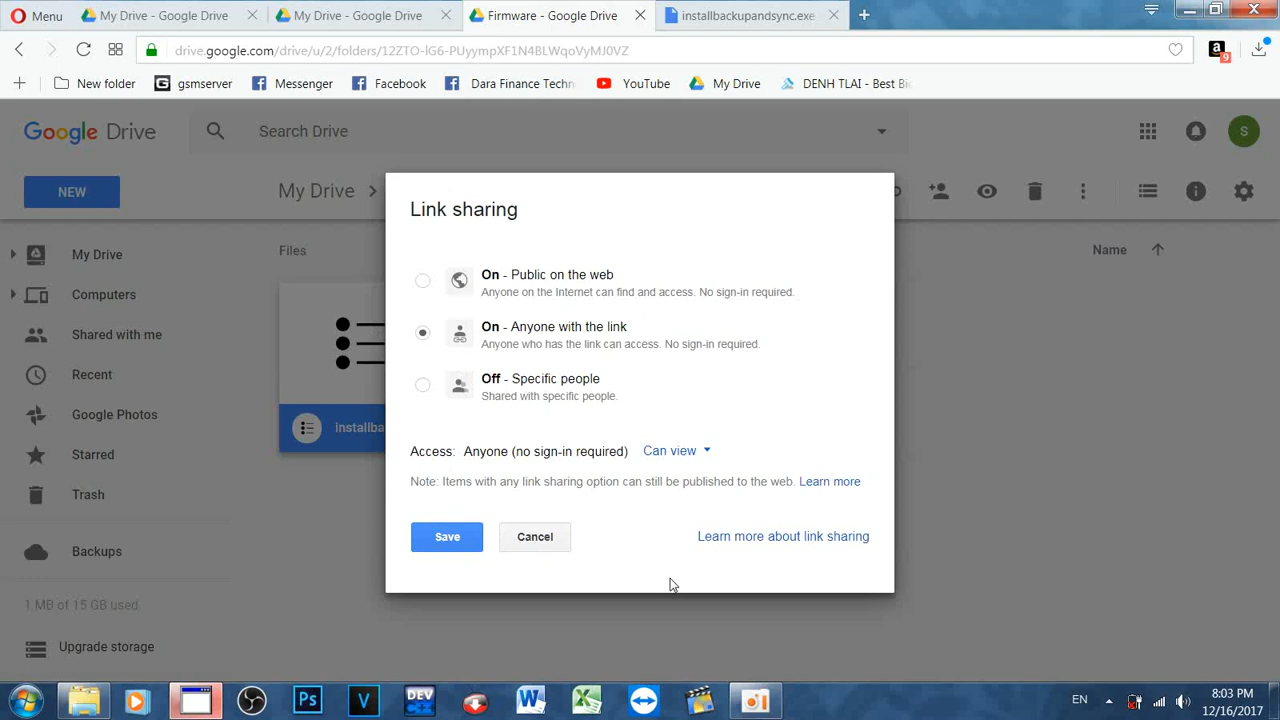 Menu
My Drive - Google Drive
My Drive - Google Drive
Firmware - Google Drive
installbackupandsync.exe
drive.google.com/drive/u/2/folders/12ZTO-lG6-PUyympXF1N4BLWqoVyMJ0VZ
9
New folder
gsmserver
Messenger
Facebook
Dara Finance Techn
YouTube
My Drive
DENH TLAI - Best Bi
Google Drive
Search Drive
S
NEW
My Drive
Files
Name
My Drive
Computers
Shared with me
Recent
Google Photos
Starred
Trash
Backups
1 MB of 15 GB used
Upgrade storage
installba
Link sharing
On - Public on the web
Anyone on the Internet can find and access. No sign-in required.
On - Anyone with the link
Anyone who has the link can access. No sign-in required.
Off - Specific people
Shared with specific people.
Access: Anyone (no sign-in required) Can view
Note: Items with any link sharing option can still be published to the web. Learn more
Save
Cancel
Learn more about link sharing
Ps
V
DEV
EN
8:03 PM
12/16/2017